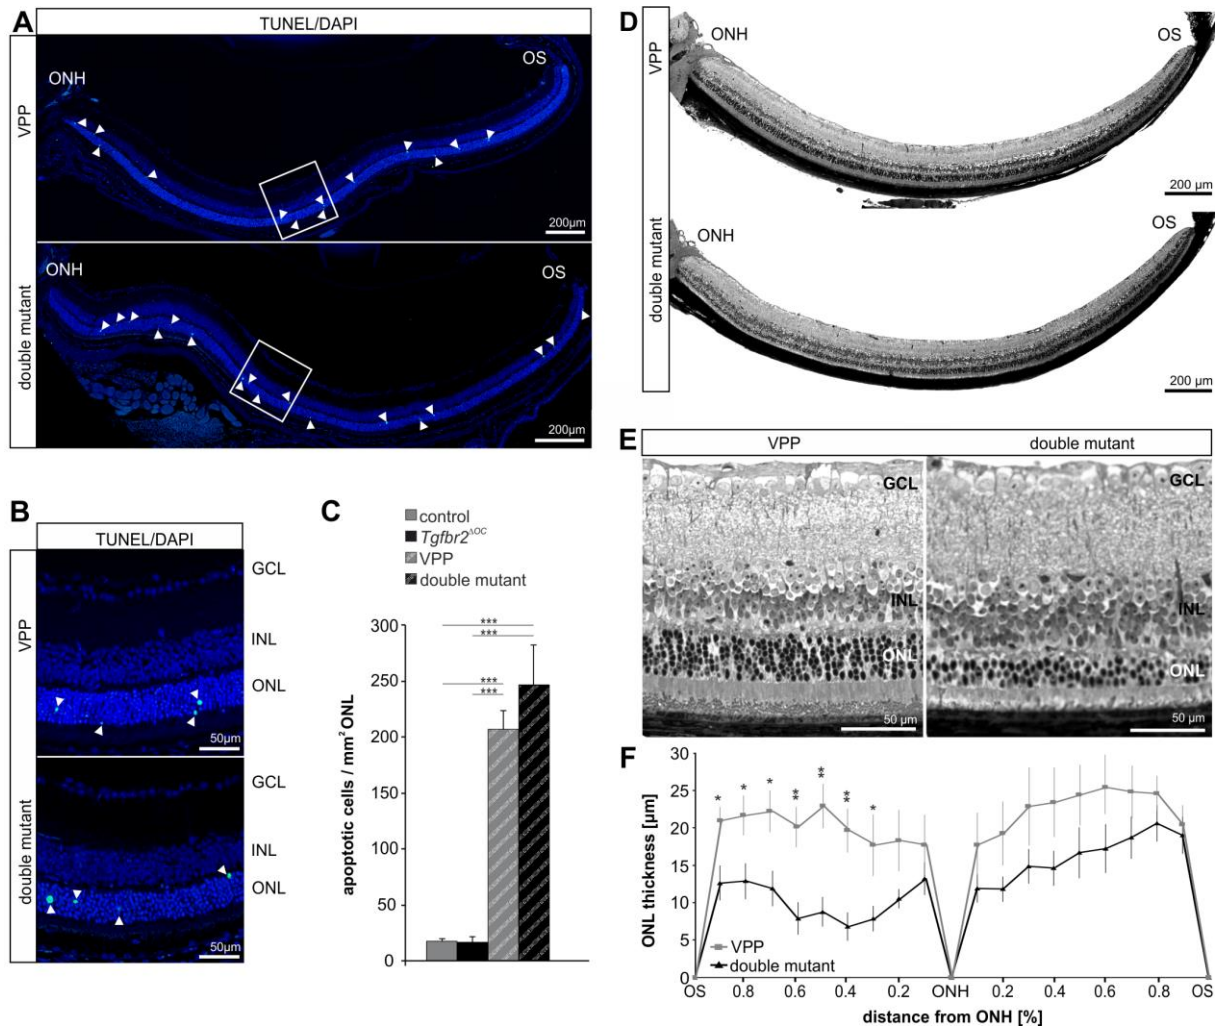 A
TUNEL/DAPI
VPP
ONH
OS
200µm
double mutant
ONH
OS
200µm
B
TUNEL/DAPI
VPP
GCL
INL
ONL
50µm
double mutant
GCL
INL
ONL
50µm
C
control
Tgfbr2ΔOC
VPP
double mutant
apoptotic cells / mm² ONL
300
250
200
150
100
50
0
***
***
***
***
D
VPP
ONH
OS
200 µm
double mutant
ONH
OS
200 µm
E
VPP
double mutant
GCL
INL
ONL
50 µm
GCL
INL
ONL
50 µm
F
ONL thickness [µm]
30
25
20
15
10
5
0
* * * ** ** ** *
VPP
double mutant
OS 0.8 0.6 0.4 0.2 ONH 0.2 0.4 0.6 0.8 OS
distance from ONH [%]